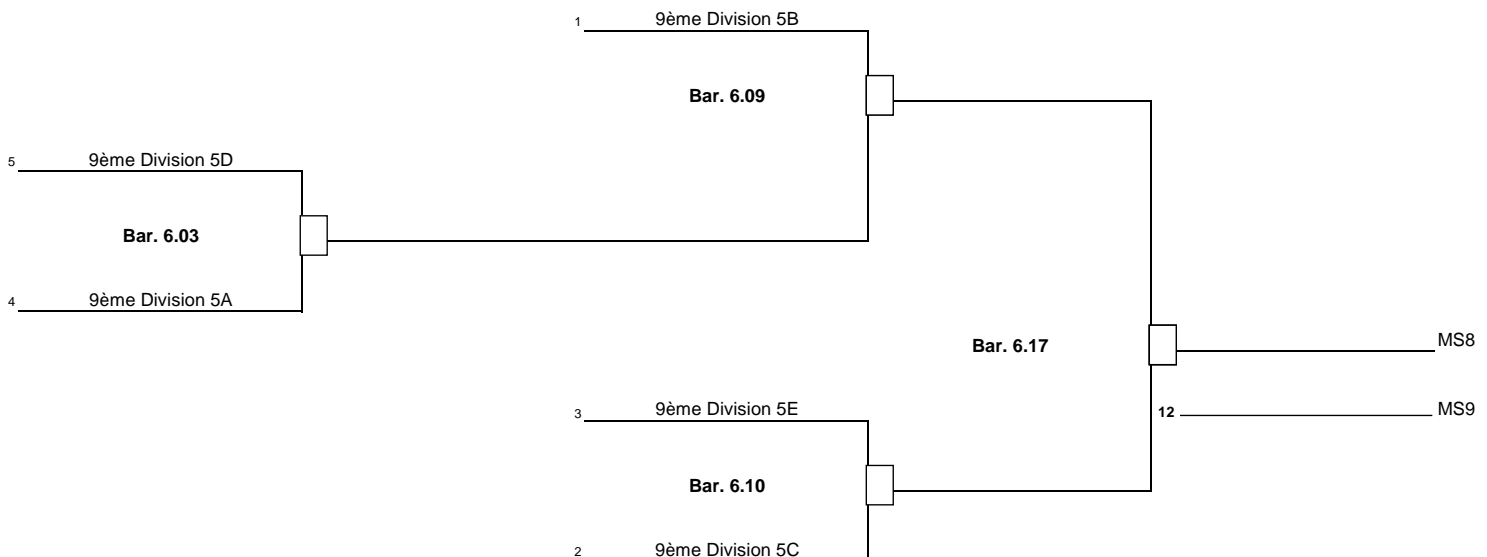 1 9ème Division 5B
Bar. 6.09
5 9ème Division 5D
Bar. 6.03
4 9ème Division 5A
MS8
Bar. 6.17
3 9ème Division 5E
12 MS9
Bar. 6.10
2 9ème Division 5C